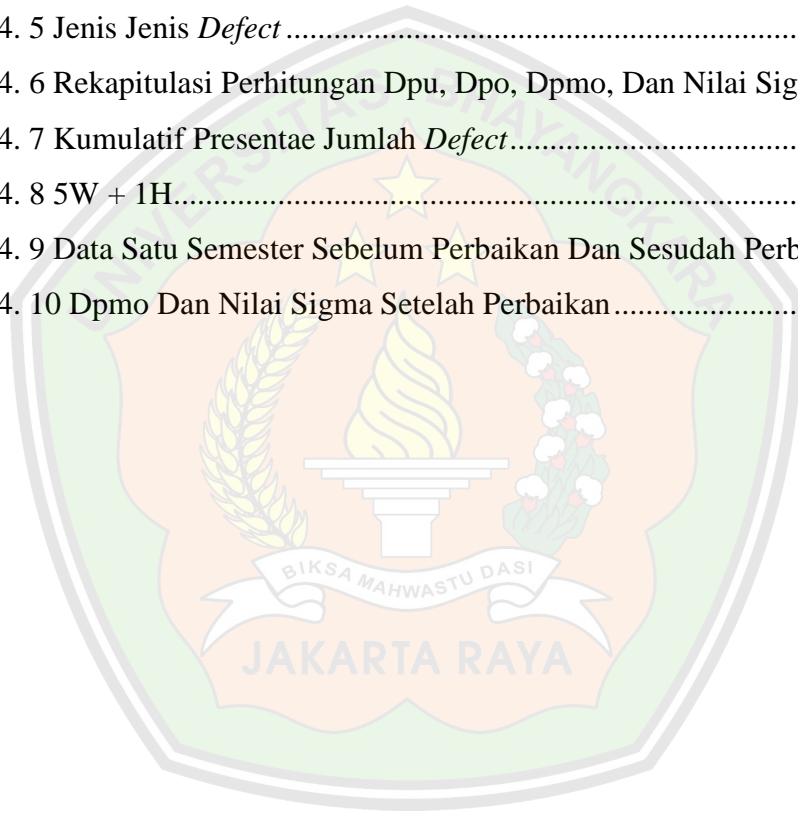 4. 5 Jenis Jenis Defect ..........................................................................
4. 6 Rekapitulasi Perhitungan Dpu, Dpo, Dpmo, Dan Nilai
4. 7 Kumulatif Presentae Jumlah Defect ..........................................
4. 8 5W + 1H..........................................................................................
4. 9 Data Satu Semester Sebelum Perbaikan Dan Sesudah
4. 10 Dpmo Dan Nilai Sigma Setelah Perbaikan ...........................
UNIVERSITAS BHAYANGKARA
BIKSA MAHWASTU DASI
JAKARTA RAYA